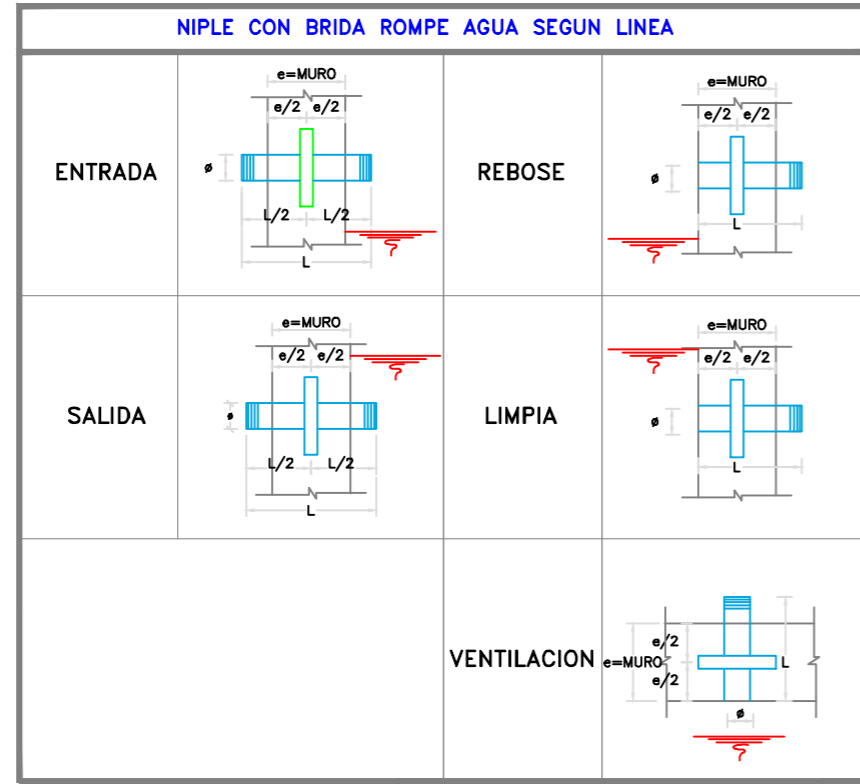 NIPLE CON BRIDA ROMPE AGUA SEGUN LINEA
ENTRADA
e=MURO
e/2 e/2
ø
L/2 L/2
L
REBOSE
e=MURO
e/2 e/2
ø
L
SALIDA
e=MURO
e/2 e/2
ø
L/2 L/2
L
LIMPIA
e=MURO
e/2 e/2
ø
L
VENTILACION
e=MURO
e/2
e/2
L
ø